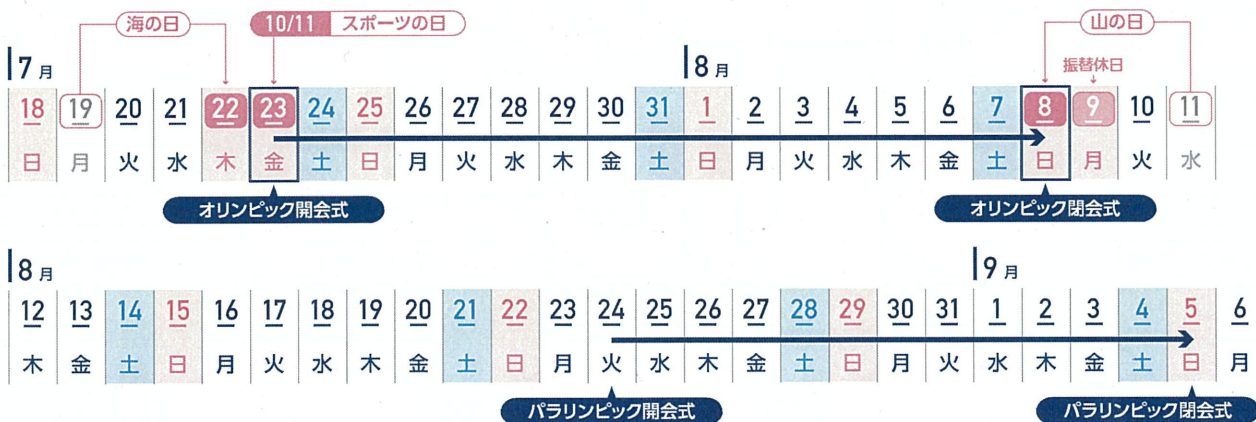 海の日 10/11 スポーツの日 山の日
7月 8月 振替休日
18 19 20 21 22 23 24 25 26 27 28 29 30 31 1 2 3 4 5 6 7 8 9 10 11
日 月 火 水 木 金 土 日 月 火 水 木 金 土 日 月 火 水 木 金 土 日 月 火 水
オリンピック開会式 オリンピック閉会式
8月 9月
12 13 14 15 16 17 18 19 20 21 22 23 24 25 26 27 28 29 30 31 1 2 3 4 5 6
木 金 土 日 月 火 水 木 金 土 日 月 火 水 木 金 土 日 月 火 水 木 金 土 日 月
パラリンピック開会式 パラリンピック閉会式